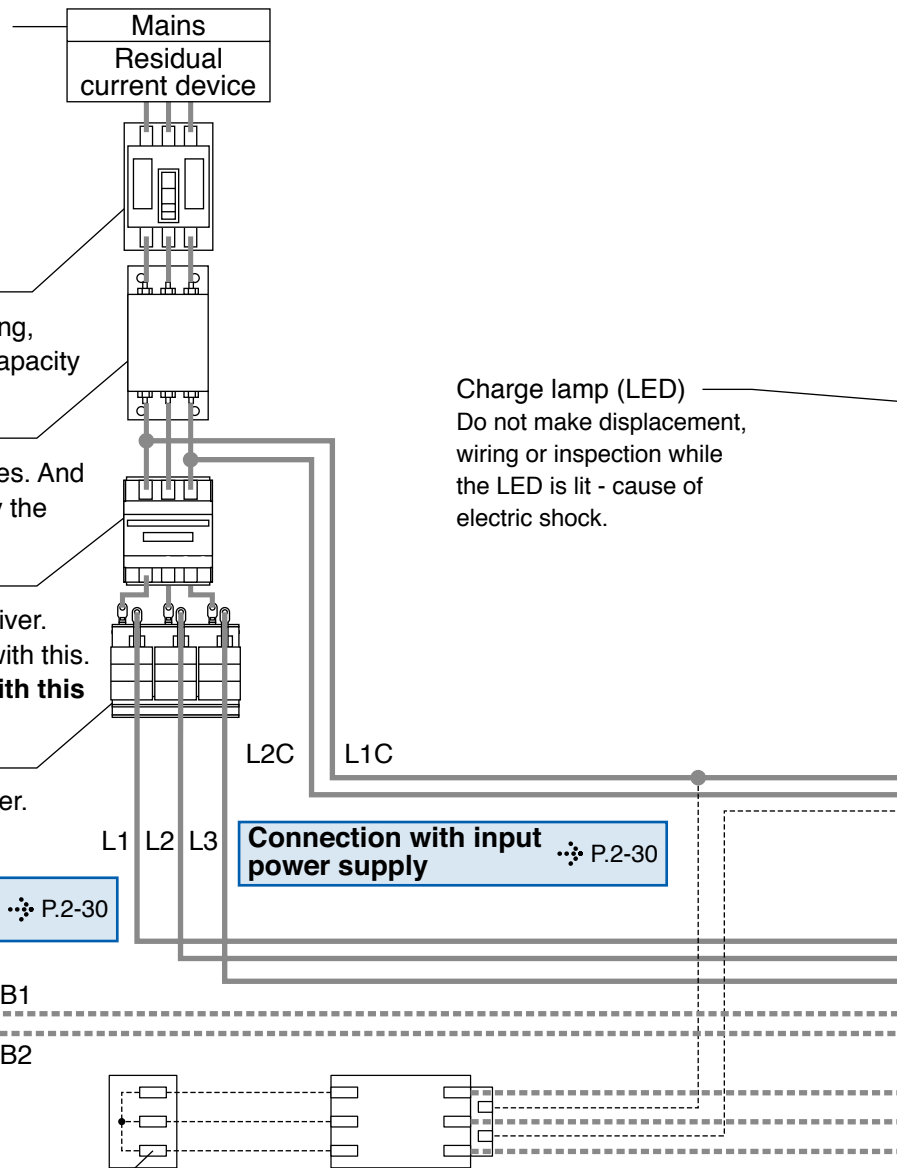 Mains
Residual
current device
ng,
apacity
Charge lamp (LED)
Do not make displacement,
wiring or inspection while
the LED is lit - cause of
electric shock.
es. And
the
iver.
with this.
ith this
er.
L2C
L1C
L1
L2
L3
Connection with input
power supply
P.2-30
P.2-30
B1
B2